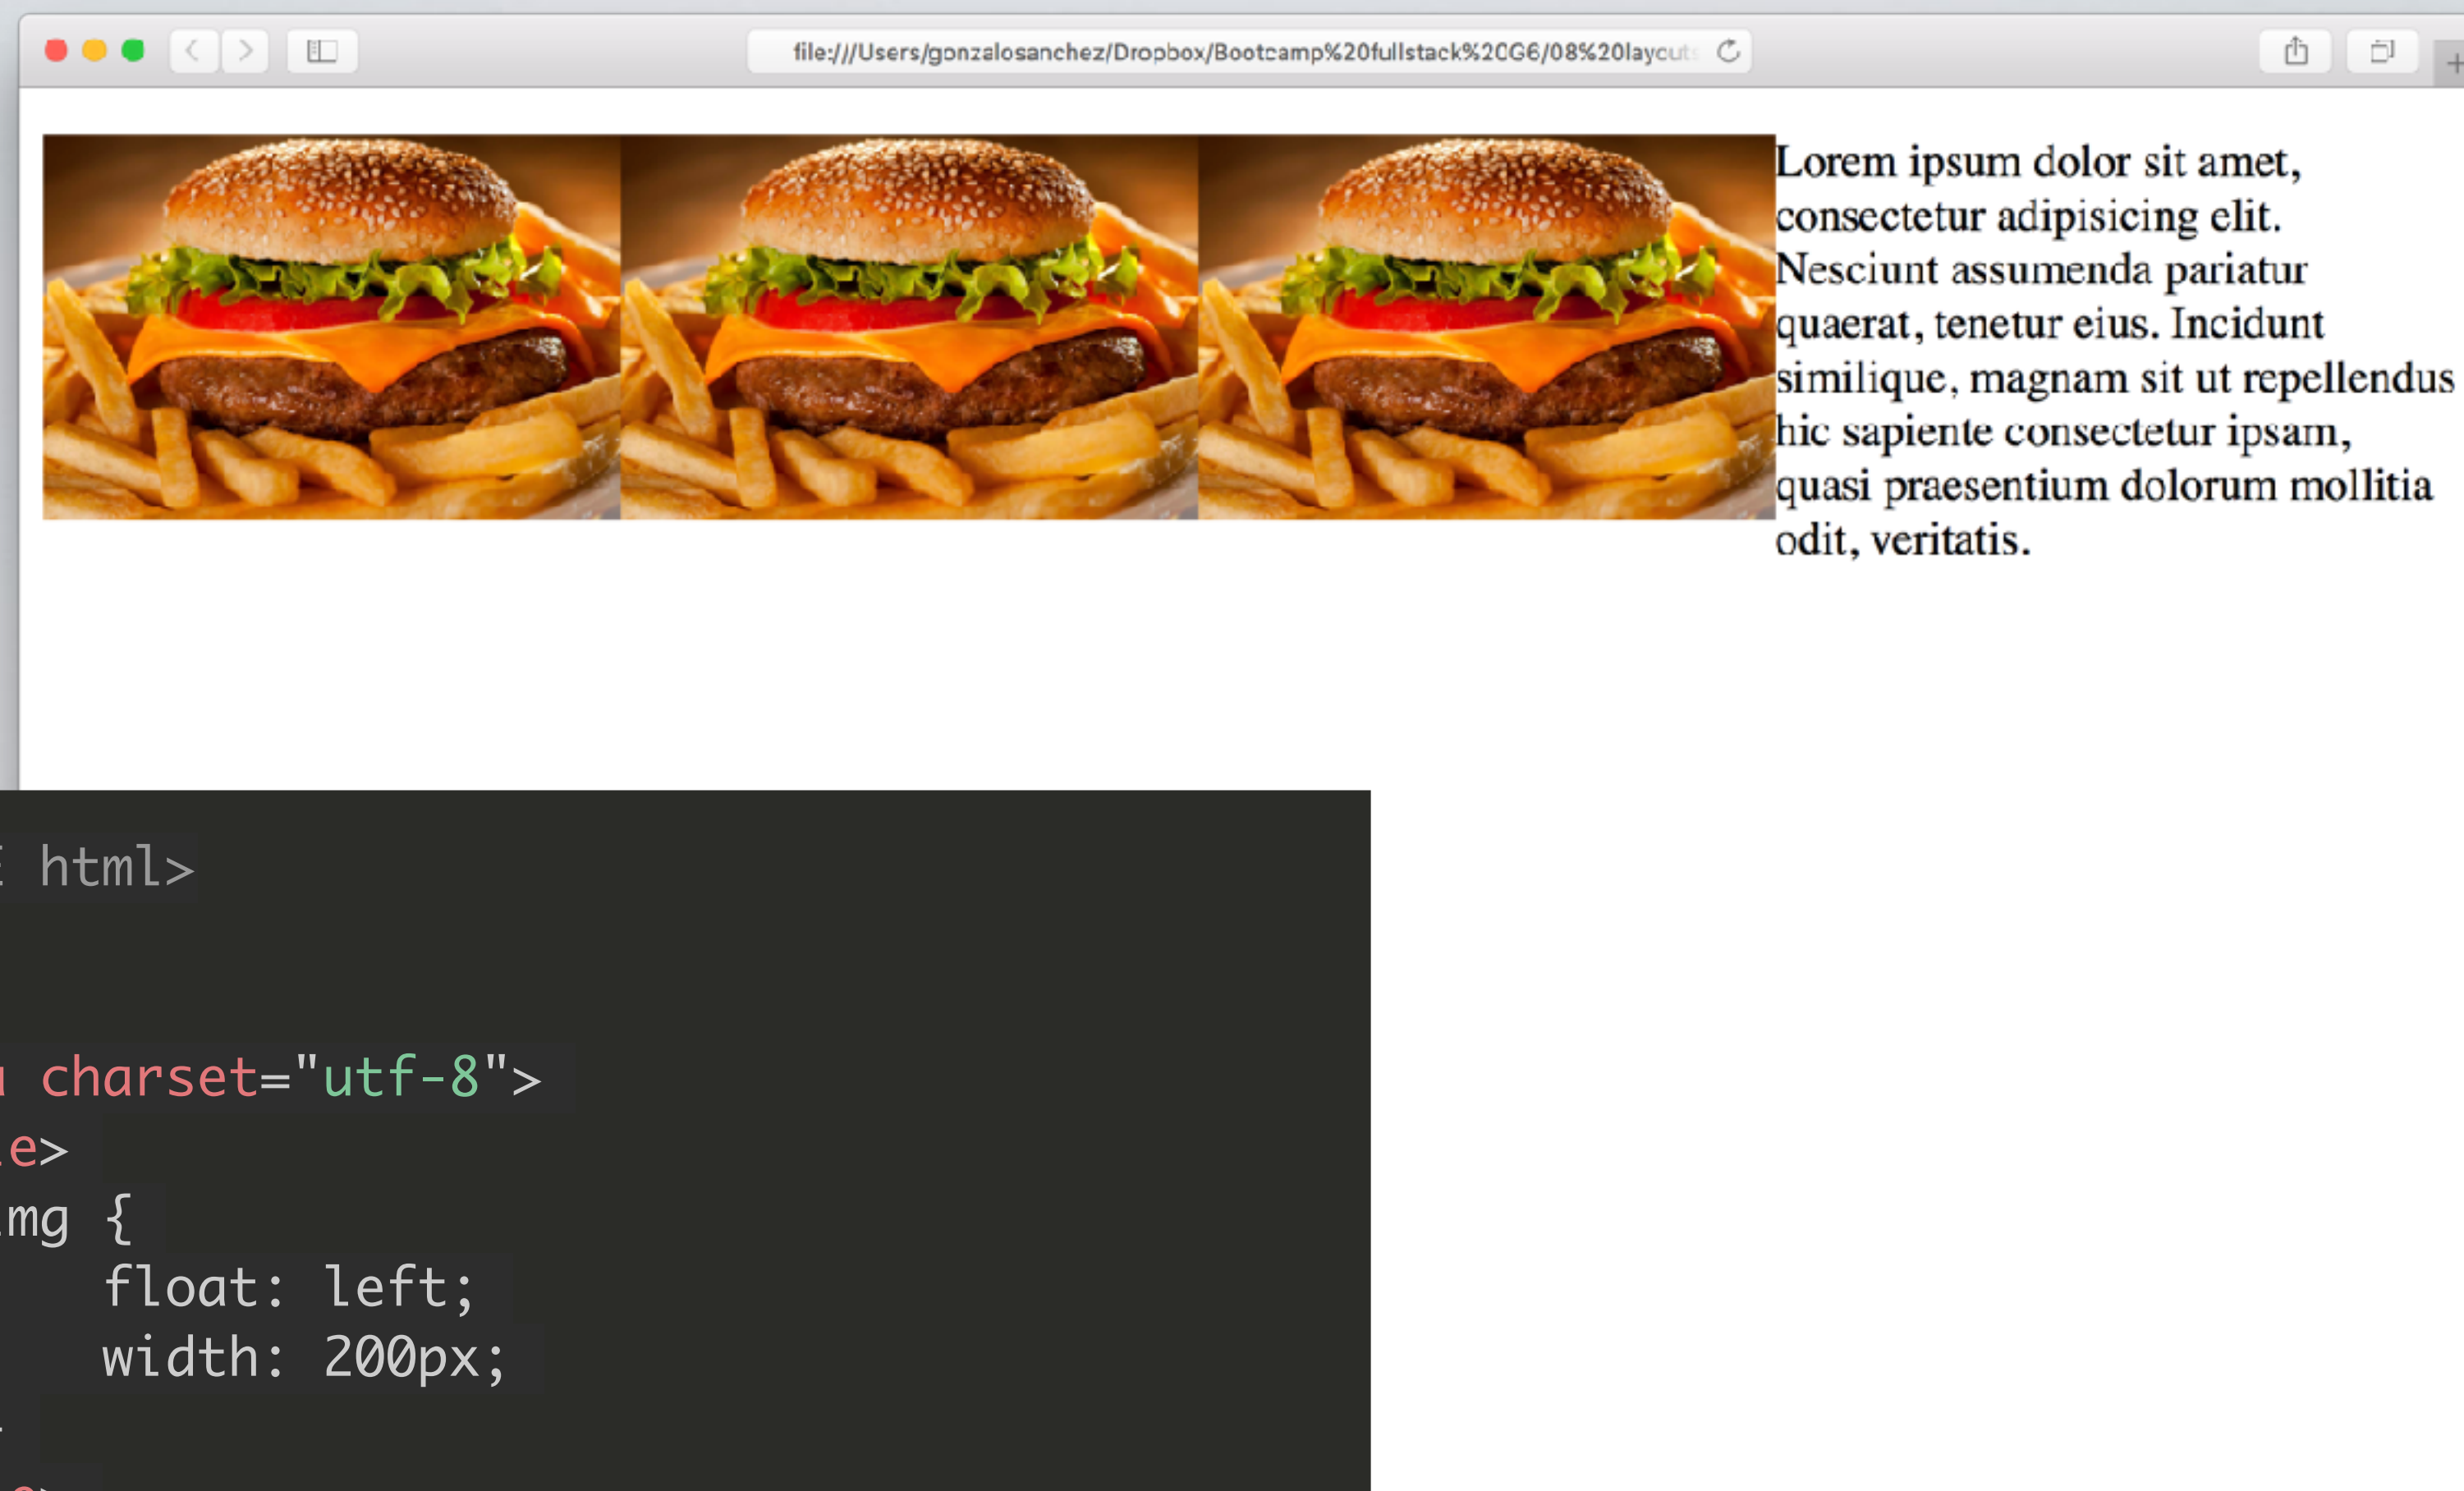 file:///Users/gonzalosanchez/Dropbox/Bootcamp%20fullstack%20G6/08%20layouts
Lorem ipsum dolor sit amet,
consectetur adipisicing elit.
Nesciunt assumenda pariatur
quaerat, tenetur eius. Incidunt
similique, magnam sit ut repellendus
hic sapiente consectetur ipsam,
quasi praesentium dolorum mollitia
odit, veritatis.
html>
charset="utf-8">
e>
mg {
float: left;
width: 200px;